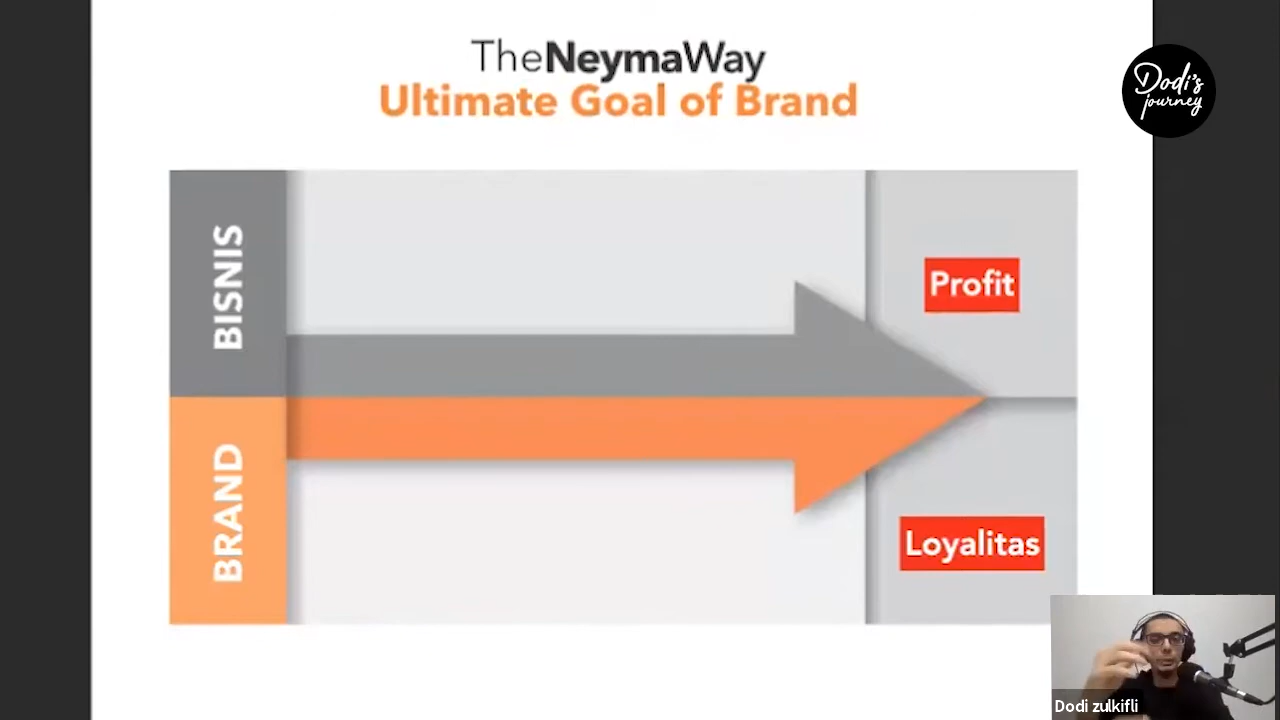 TheNeymaWay
Ultimate Goal of Brand
Dodi's
journey
BISNIS
Profit
BRAND
Loyalitas
Dodi zulkifli